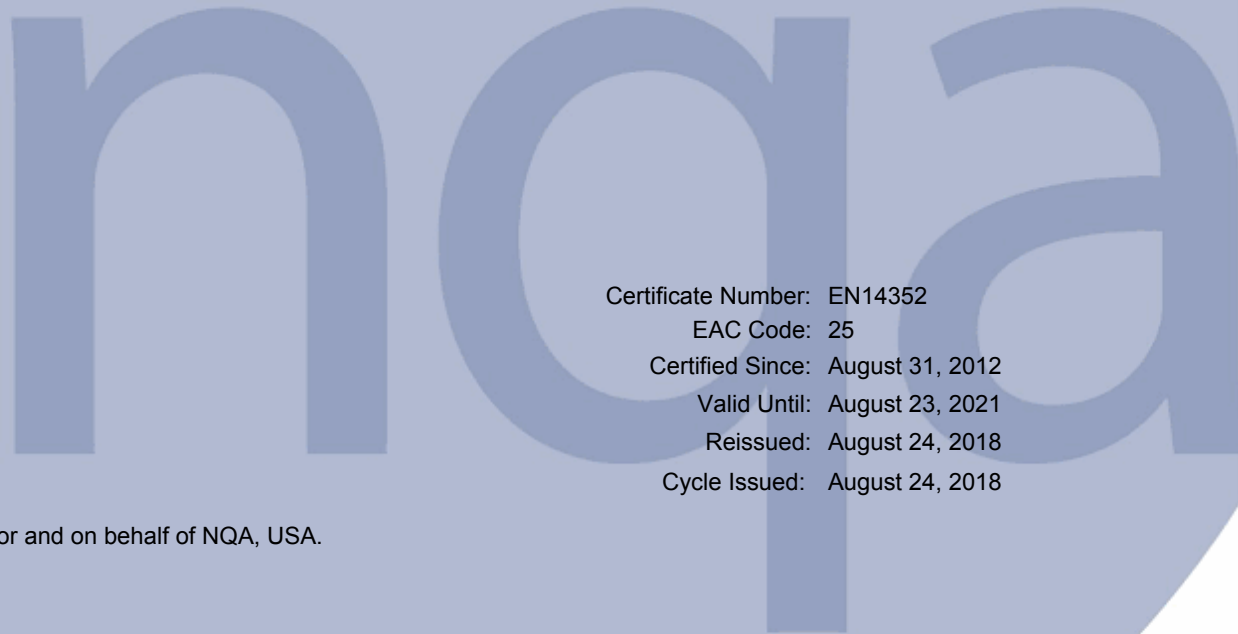 nqa
Certificate Number: EN14352
EAC Code: 25
Certified Since: August 31, 2012
Valid Until: August 23, 2021
Reissued: August 24, 2018
Cycle Issued: August 24, 2018
or and on behalf of NQA, USA.